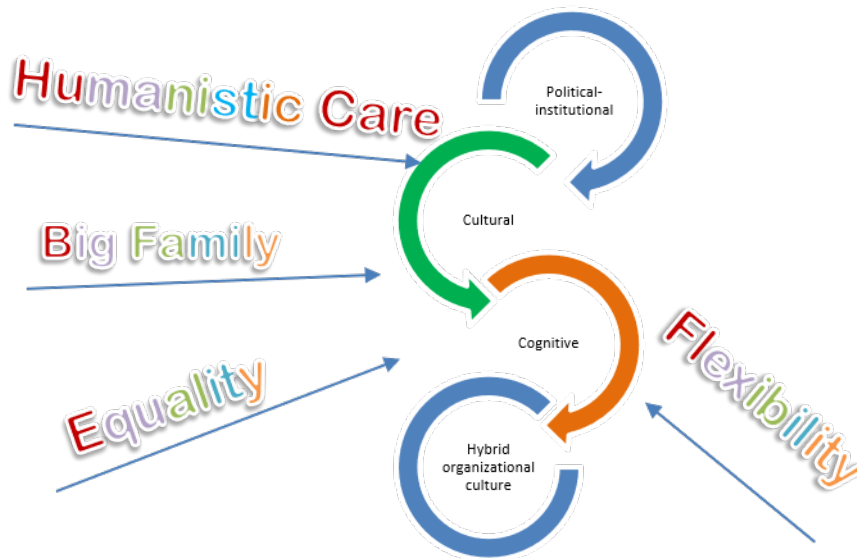 Humanistic Care
Political-
institutional
Cultural
Big Family
Cognitive
Equality
Flexibility
Hybrid
organizational
culture